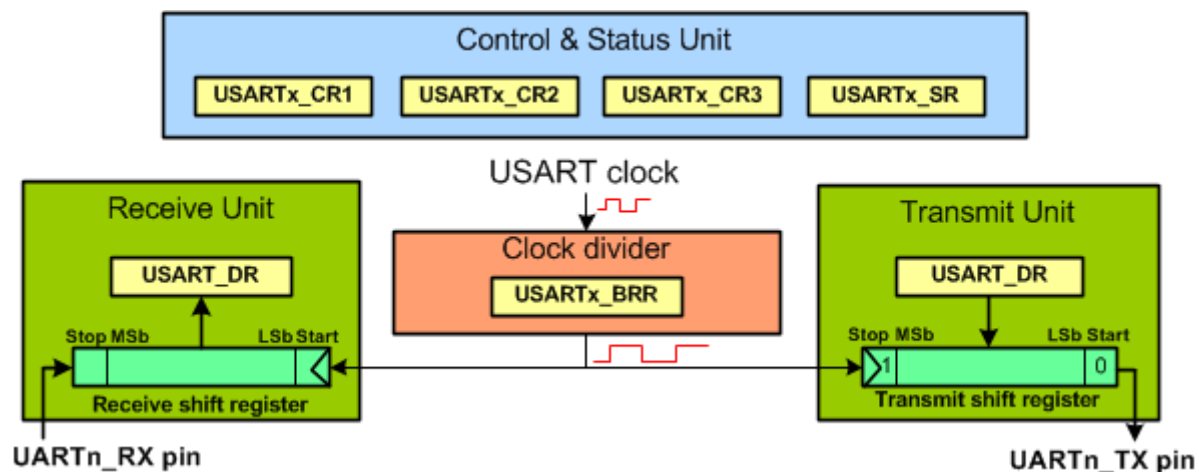 Control & Status Unit
USARTx_CR1 USARTx_CR2 USARTx_CR3 USARTx_SR
USART clock
Receive Unit
USART_DR
Stop MSb LSb Start
Receive shift register
UARTn_RX pin
Clock divider
USARTx_BRR
Transmit Unit
USART_DR
Stop MSb LSb Start
1 0
Transmit shift register
UARTn_TX pin